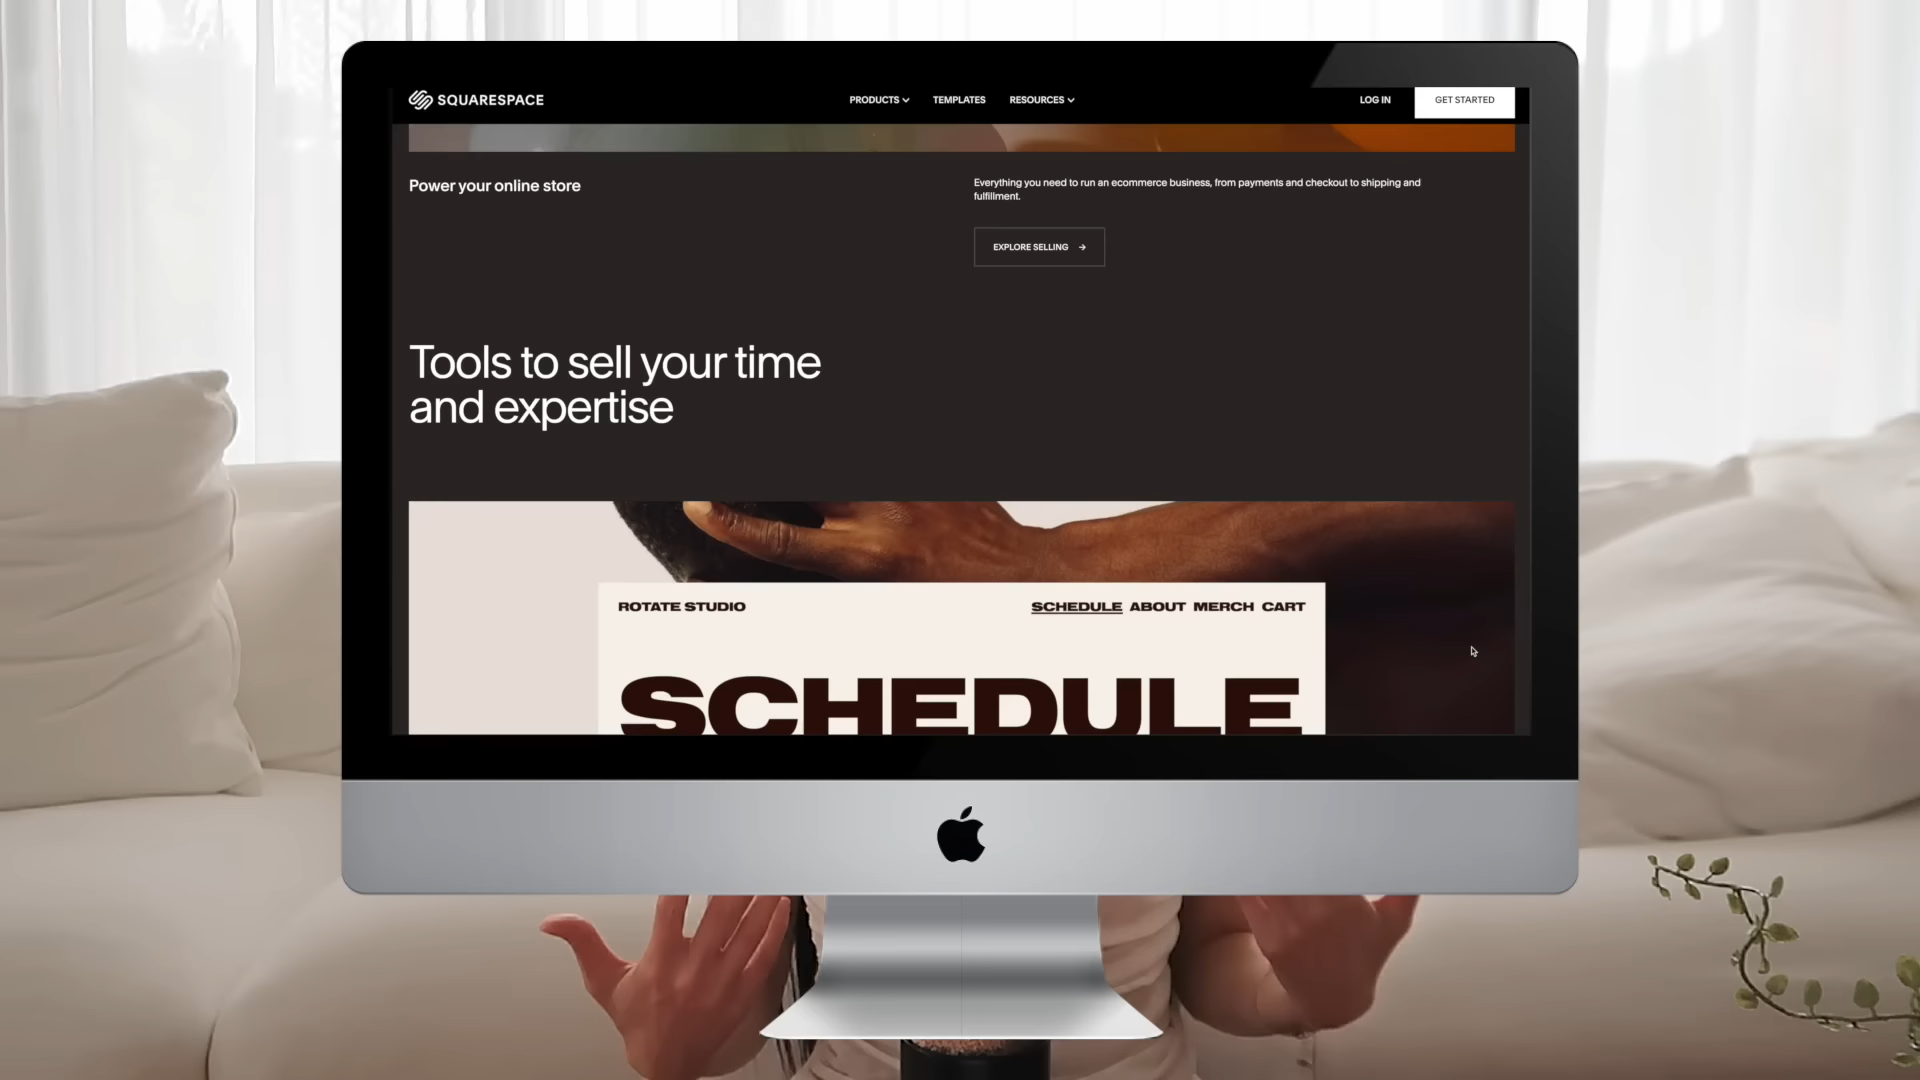 SQUARESPACE
PRODUCTS
TEMPLATES
RESOURCES
LOG IN
GET STARTED
Power your online store
Everything you need to run an ecommerce business, from payments and checkout to shipping and
fulfillment.
EXPLORE SELLING
Tools to sell your time
and expertise
ROTATE STUDIO
SCHEDULE ABOUT MERCH CART
SCHEDULE